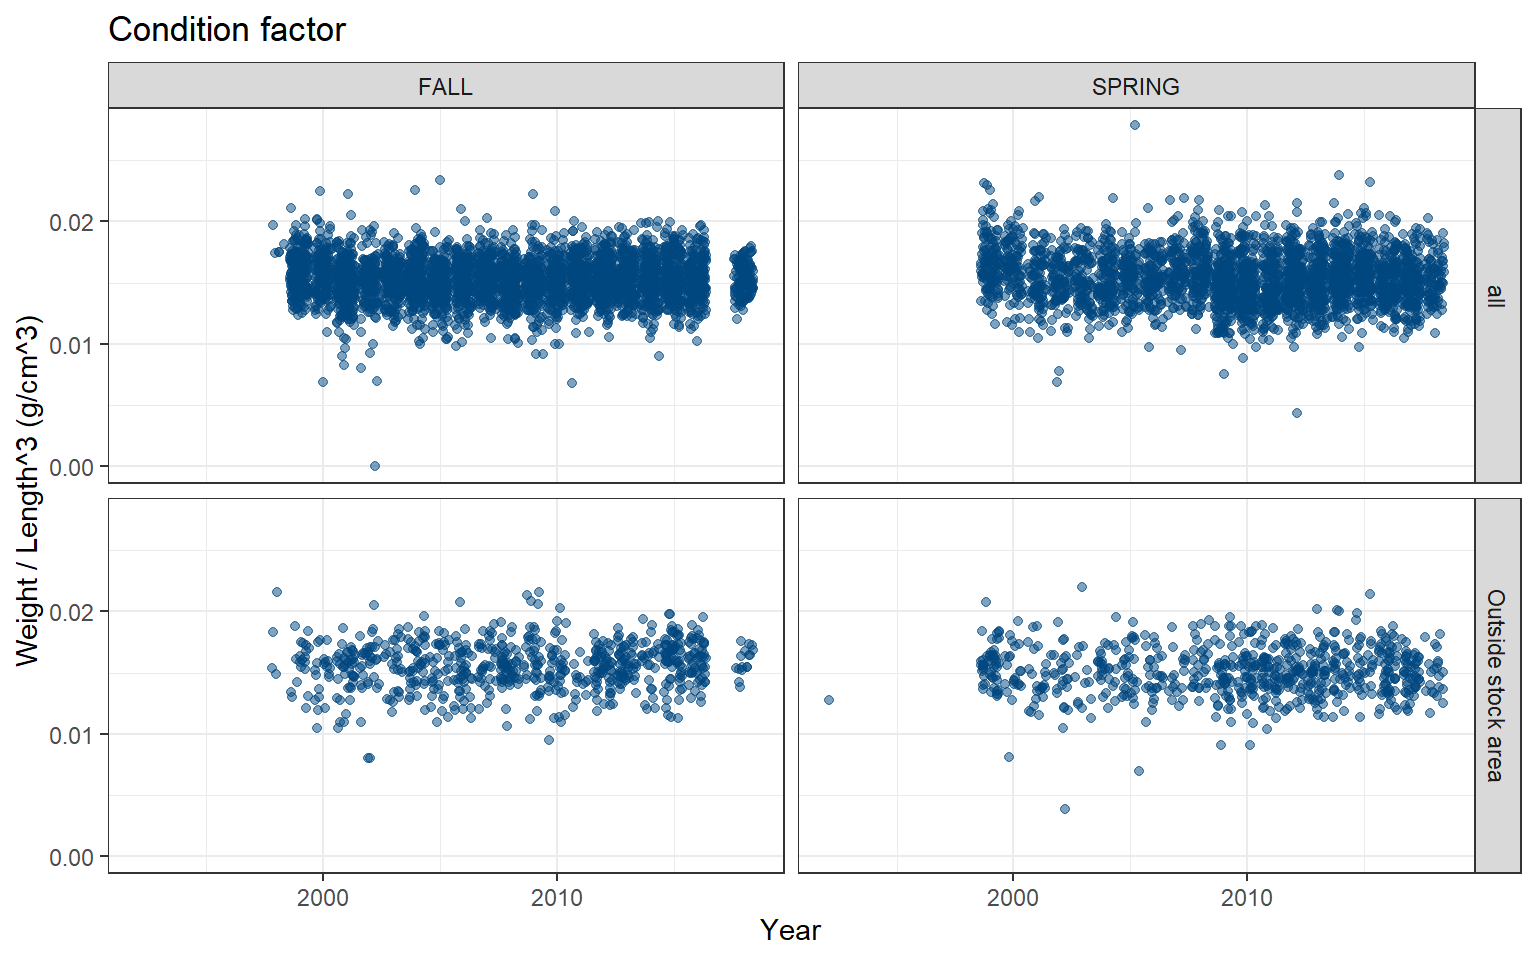 Condition factor
FALL
SPRING
Weight / Length^3 (g/cm^3)
0.02
0.01
0.00
all
0.02
0.01
0.00
Outside stock area
2000
2010
2000
2010
Year